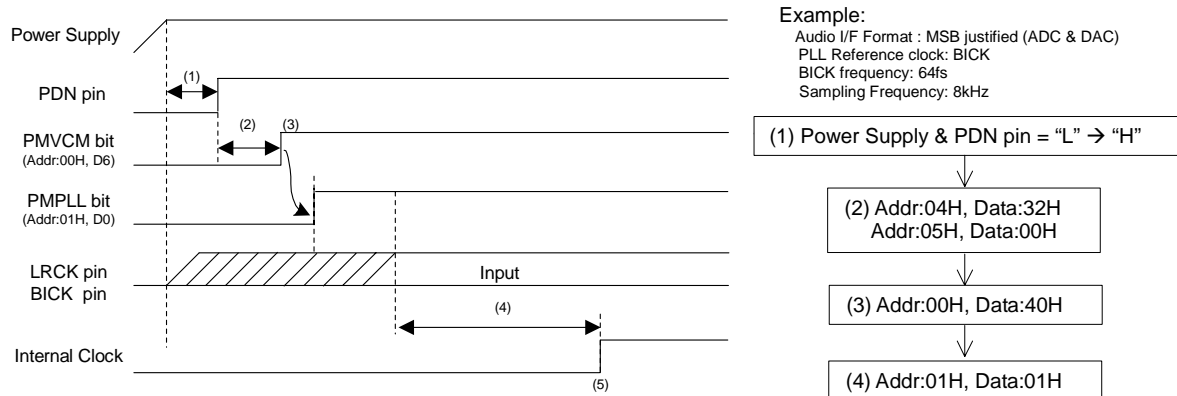 Power Supply
(1)
PDN pin
(2)
(3)
PMVCM bit
(Addr:00H, D6)
PMPLL bit
(Addr:01H, D0)
LRCK pin
BICK pin
Input
(4)
Internal Clock
(5)
Example:
Audio I/F Format : MSB justified (ADC & DAC)
PLL Reference clock: BICK
BICK frequency: 64fs
Sampling Frequency: 8kHz
(1) Power Supply & PDN pin = “L” → “H”
(2) Addr:04H, Data:32H
Addr:05H, Data:00H
(3) Addr:00H, Data:40H
(4) Addr:01H, Data:01H